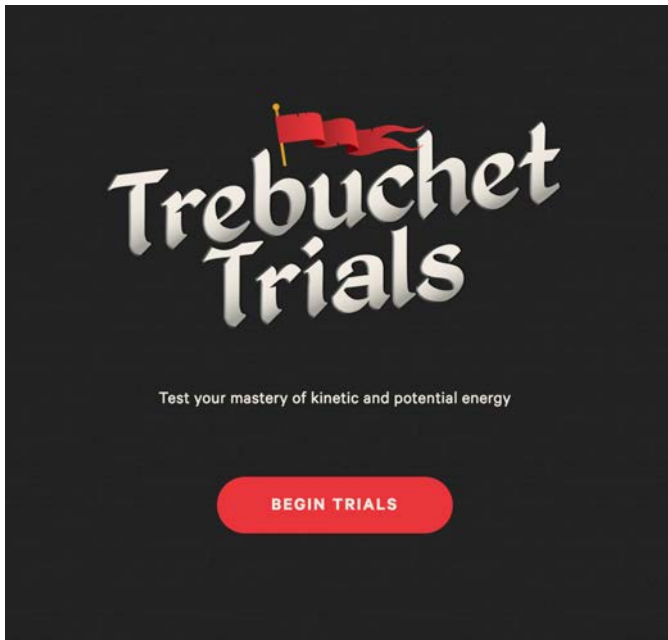 Trebuchet
Trials
Test your mastery of kinetic and potential energy
BEGIN TRIALS